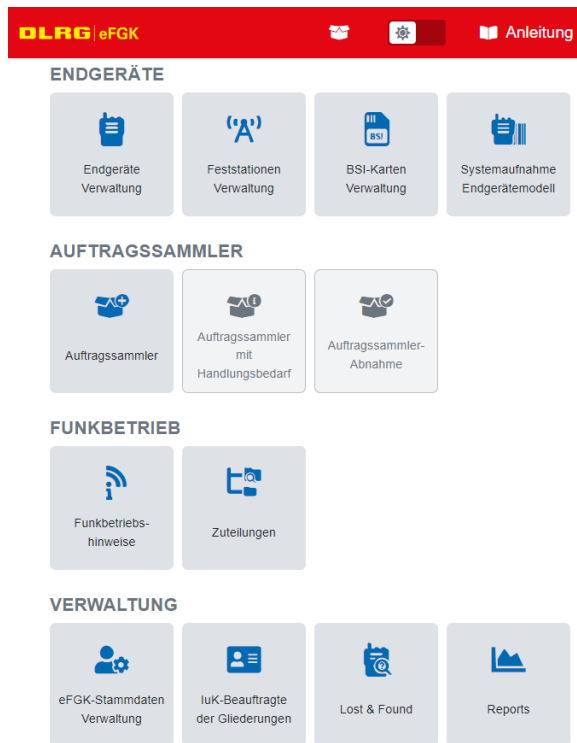 DLRG eFGK Anleitung
ENDGERÄTE
Endgeräte
Verwaltung
Feststationen
Verwaltung
BSI
BSI-Karten
Verwaltung
Systemaufnahme
Endgerätemodell
AUFTRAGSSAMMLER
Auftragssammler
Auftragssammler
mit
Handlungsbedarf
Auftragssammler-
Abnahme
FUNKBETRIEB
Funkbetriebs-
hinweise
Zuteilungen
VERWALTUNG
eFGK-Stammdaten
Verwaltung
IuK-Beauftragte
der Gliederungen
Lost & Found
Reports